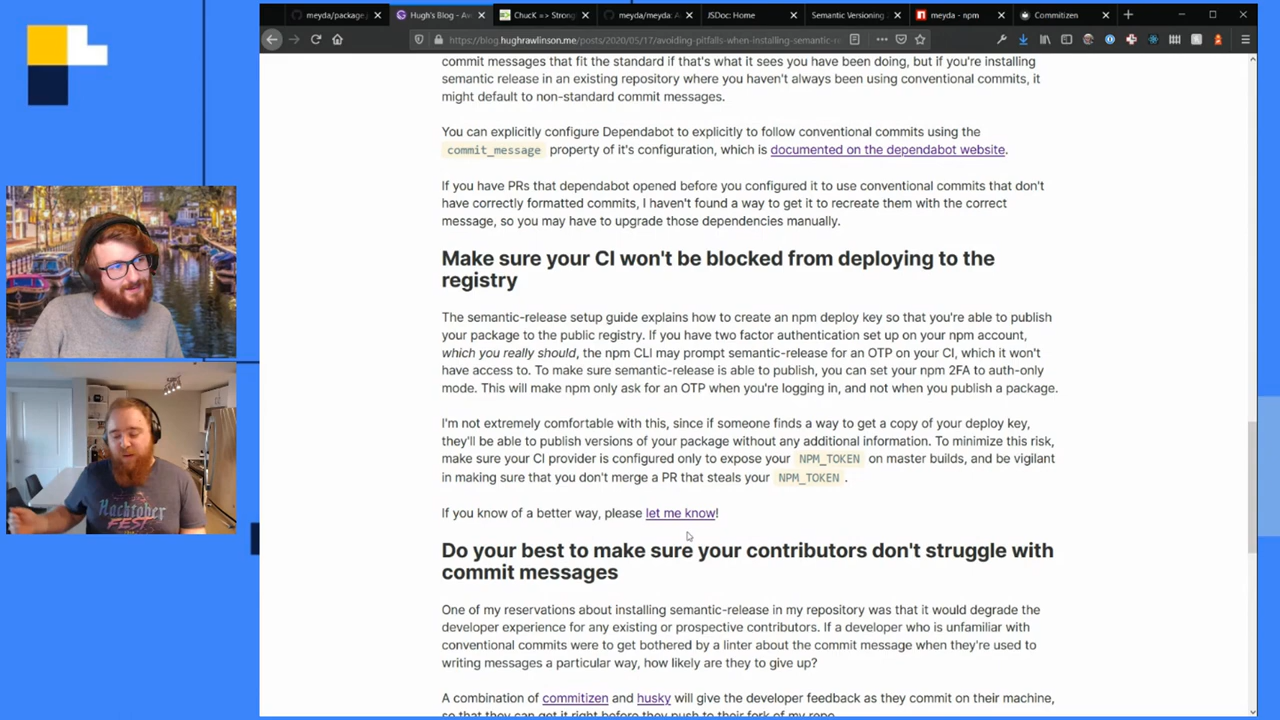 meyda/package.j
Hugh's Blog - Avo
ChucK => Strong
meyda/meyda: A
JSDoc: Home
Semantic Versioning
meyda - npm
Commitizen
https://blog.hughrawlinson.me/posts/2020/05/17/avoiding-pitfalls-when-installing-semantic-re
commit messages that fit the standard if that's what it sees you have been doing, but if you're installing
semantic release in an existing repository where you haven't always been using conventional commits, it
might default to non-standard commit messages.
You can explicitly configure Dependabot to explicitly to follow conventional commits using the
commit_message property of it's configuration, which is documented on the dependabot website.
If you have PRs that dependabot opened before you configured it to use conventional commits that don't
have correctly formatted commits, I haven't found a way to get it to recreate them with the correct
message, so you may have to upgrade those dependencies manually.
Make sure your CI won't be blocked from deploying to the
registry
The semantic-release setup guide explains how to create an npm deploy key so that you're able to publish
your package to the public registry. If you have two factor authentication set up on your npm account,
which you really should, the npm CLI may prompt semantic-release for an OTP on your CI, which it won't
have access to. To make sure semantic-release is able to publish, you can set your npm 2FA to auth-only
mode. This will make npm only ask for an OTP when you're logging in, and not when you publish a package.
I'm not extremely comfortable with this, since if someone finds a way to get a copy of your deploy key,
they'll be able to publish versions of your package without any additional information. To minimize this risk,
make sure your CI provider is configured only to expose your NPM_TOKEN on master builds, and be vigilant
in making sure that you don't merge a PR that steals your NPM_TOKEN.
If you know of a better way, please let me know!
Do your best to make sure your contributors don't struggle with
commit messages
One of my reservations about installing semantic-release in my repository was that it would degrade the
developer experience for any existing or prospective contributors. If a developer who is unfamiliar with
conventional commits were to get bothered by a linter about the commit message when they're used to
writing messages a particular way, how likely are they to give up?
A combination of commitizen and husky will give the developer feedback as they commit on their machine,
so that they can get it right before they push to their fork of my repo.
Hacktober
FEST